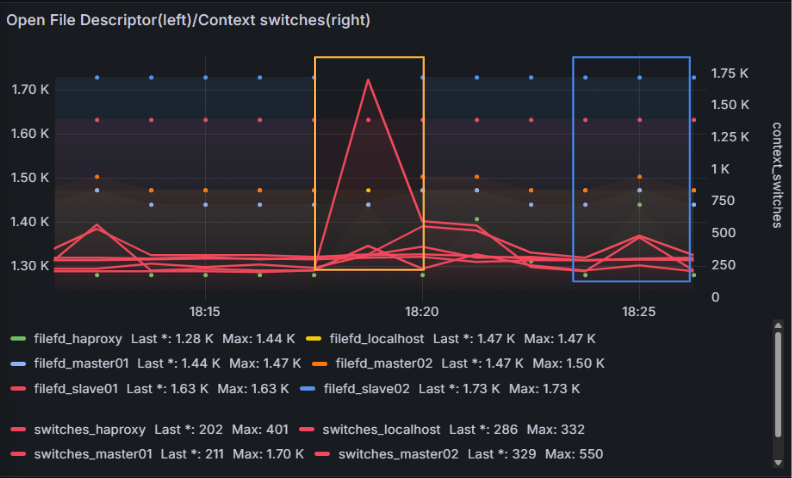 Open File Descriptor(left)/Context switches(right)
1.70 K
1.60 K
1.50 K
1.40 K
1.30 K
1.75 K
1.50 K
1.25 K
1 K
750
500
250
0
context_switches
18:15 18:20 18:25
filefd_haproxy Last *: 1.28 K Max: 1.44 K filefd_localhost Last *: 1.47 K Max: 1.47 K
filefd_master01 Last *: 1.44 K Max: 1.47 K filefd_master02 Last *: 1.47 K Max: 1.50 K
filefd_slave01 Last *: 1.63 K Max: 1.63 K filefd_slave02 Last *: 1.73 K Max: 1.73 K
switches_haproxy Last *: 202 Max: 401 switches_localhost Last *: 286 Max: 332
switches_master01 Last *: 211 Max: 1.70 K switches_master02 Last *: 329 Max: 550